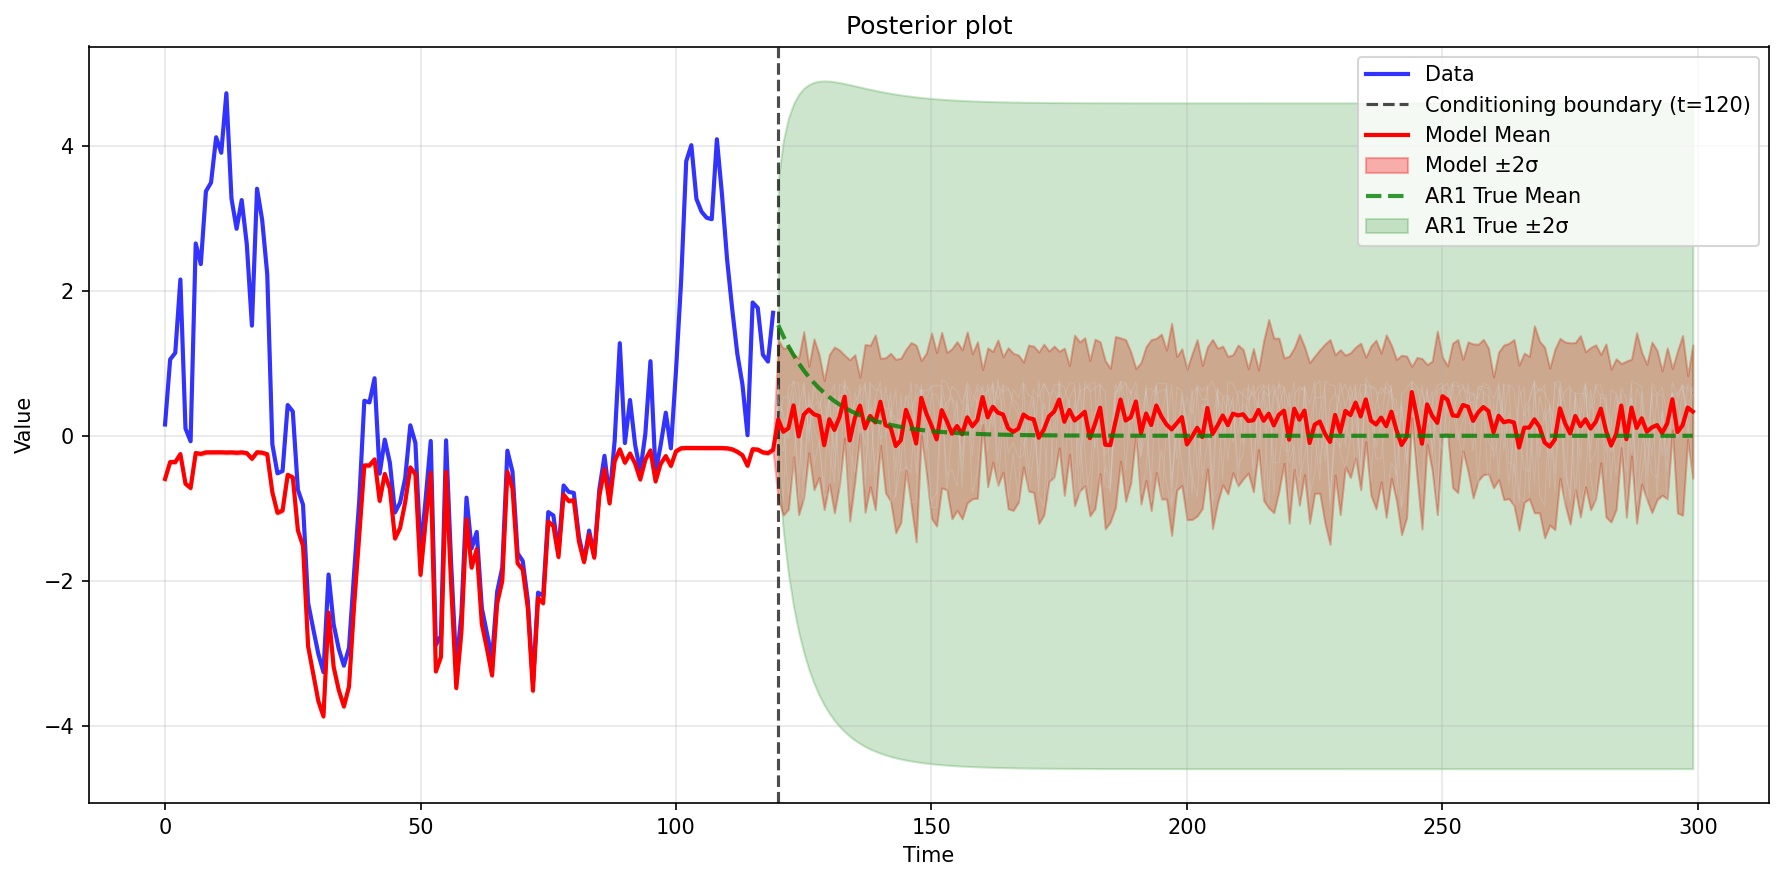 Posterior plot
Data
Conditioning boundary (t=120)
Model Mean
Model ±2σ
AR1 True Mean
AR1 True ±2σ
Value
4
2
0
−2
−4
0
50
100
150
200
250
300
Time